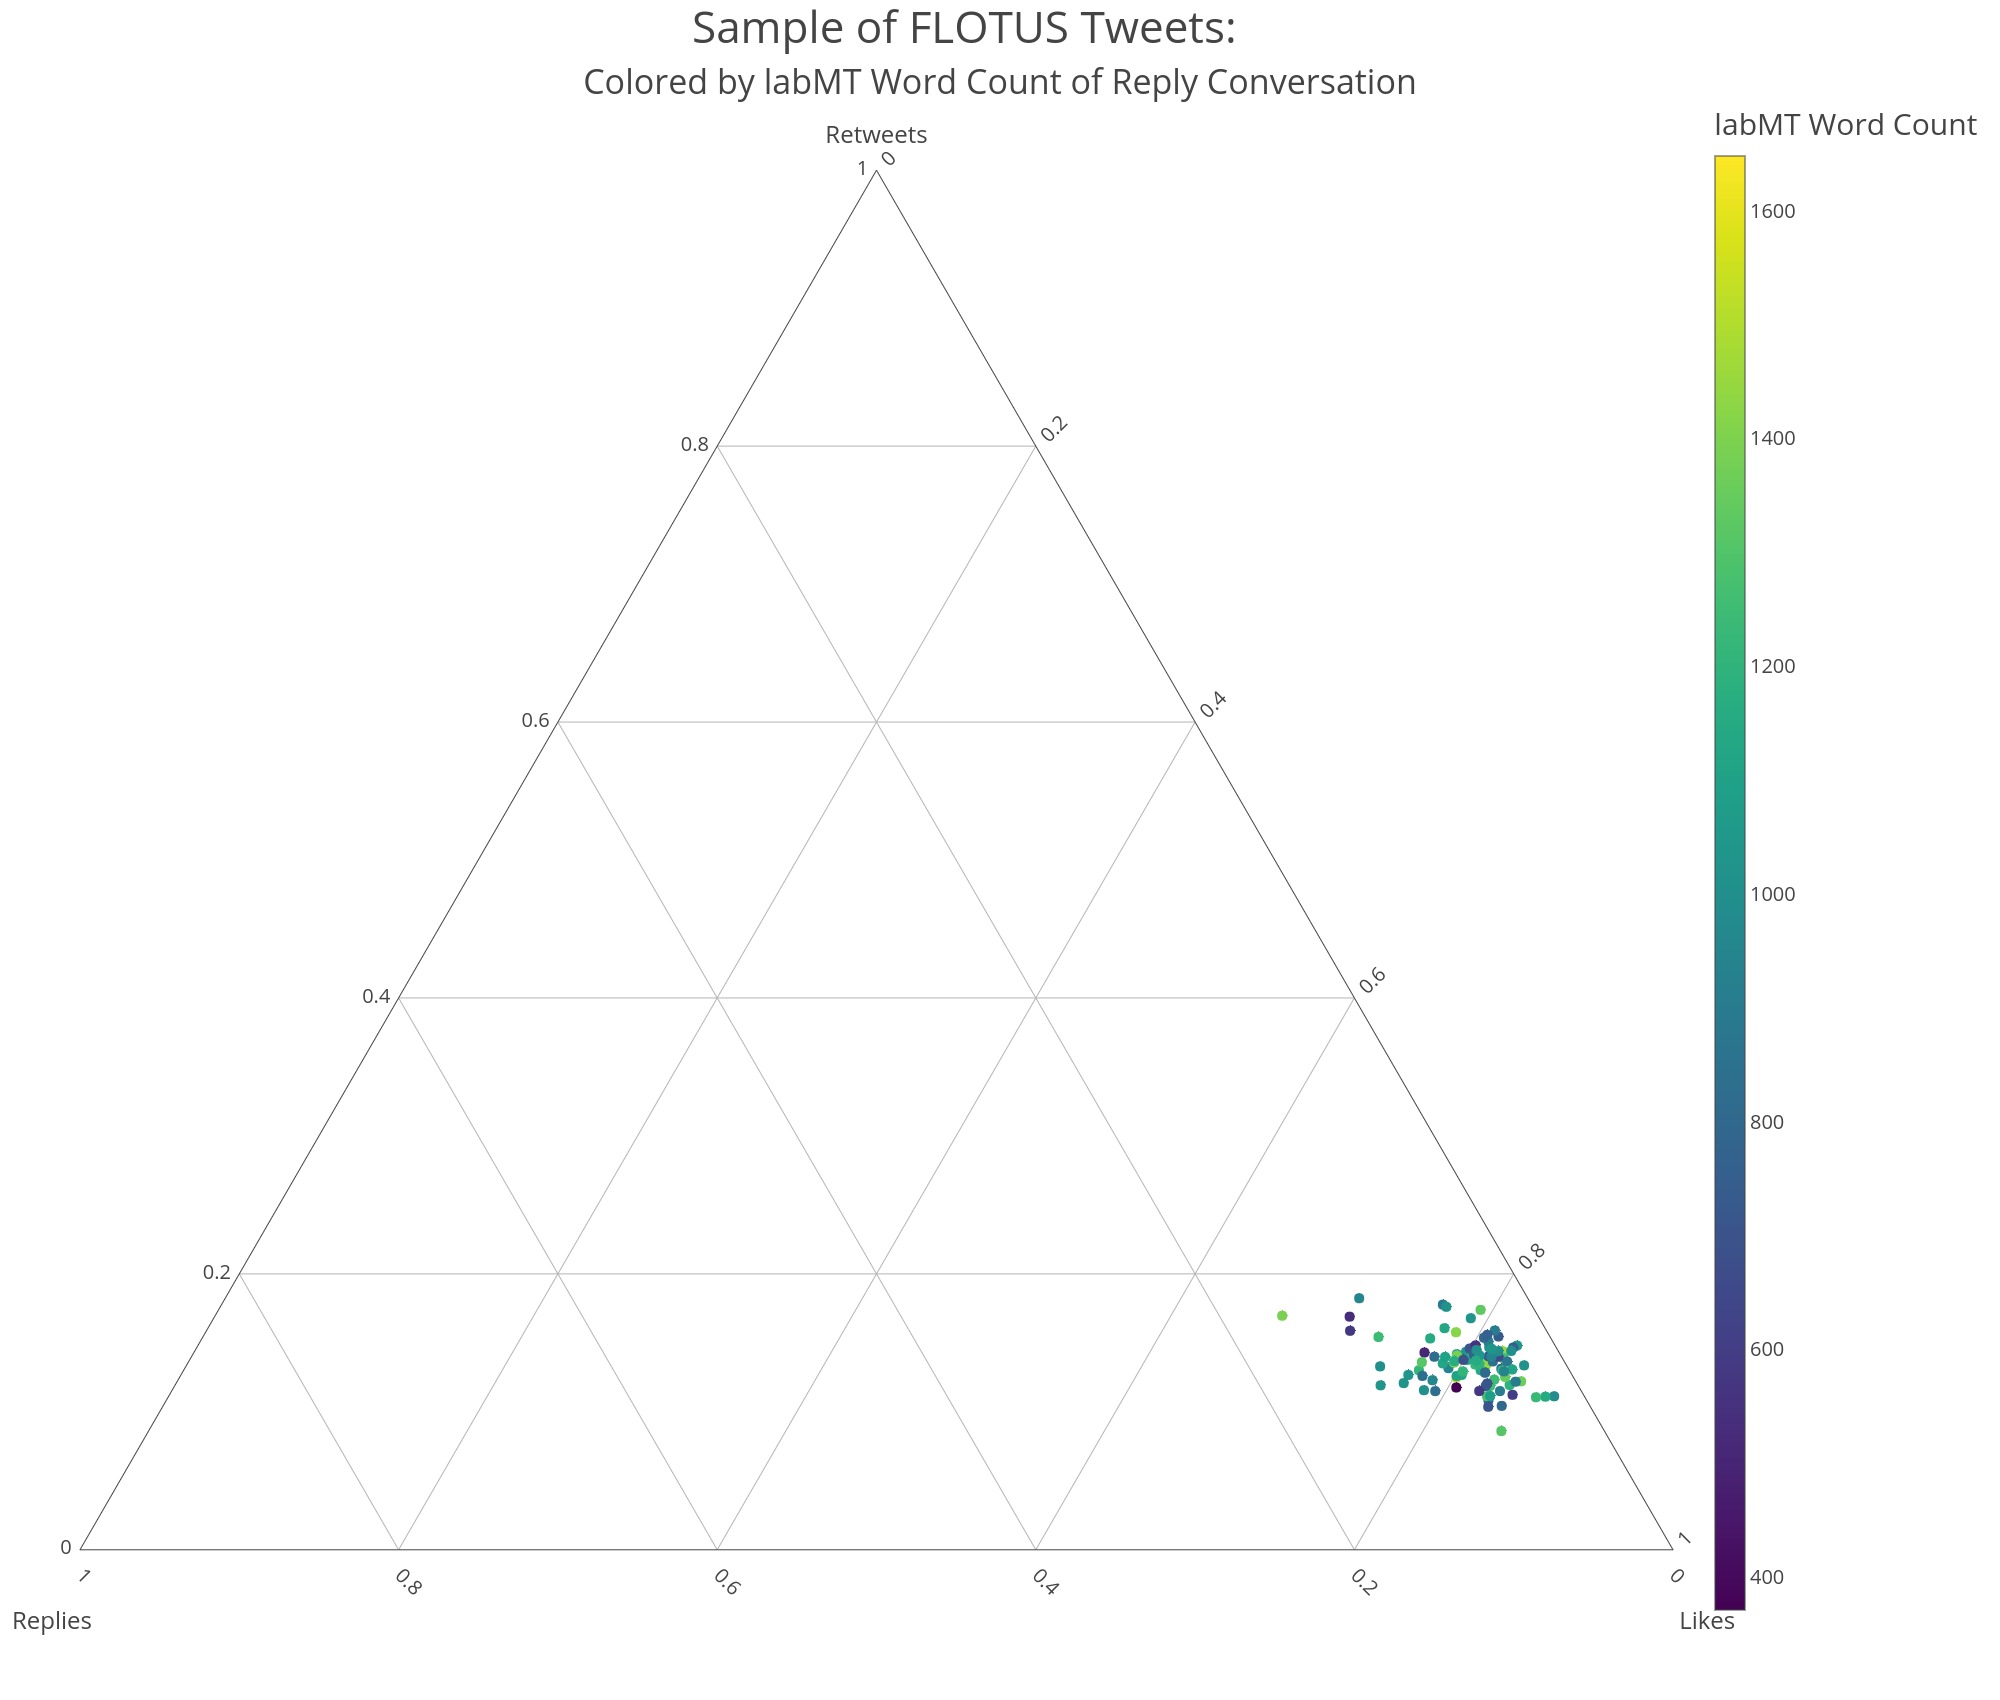 Sample of FLOTUS Tweets:
Colored by labMT Word Count of Reply Conversation
labMT Word Count
Retweets
1 0
1600
0.8 0.2
1400
0.6 0.4
1200
0.4 0.6
1000
0.2 0.8
800
600
0 1
400
1 0.8 0.6 0.4 0.2 0
Replies Likes